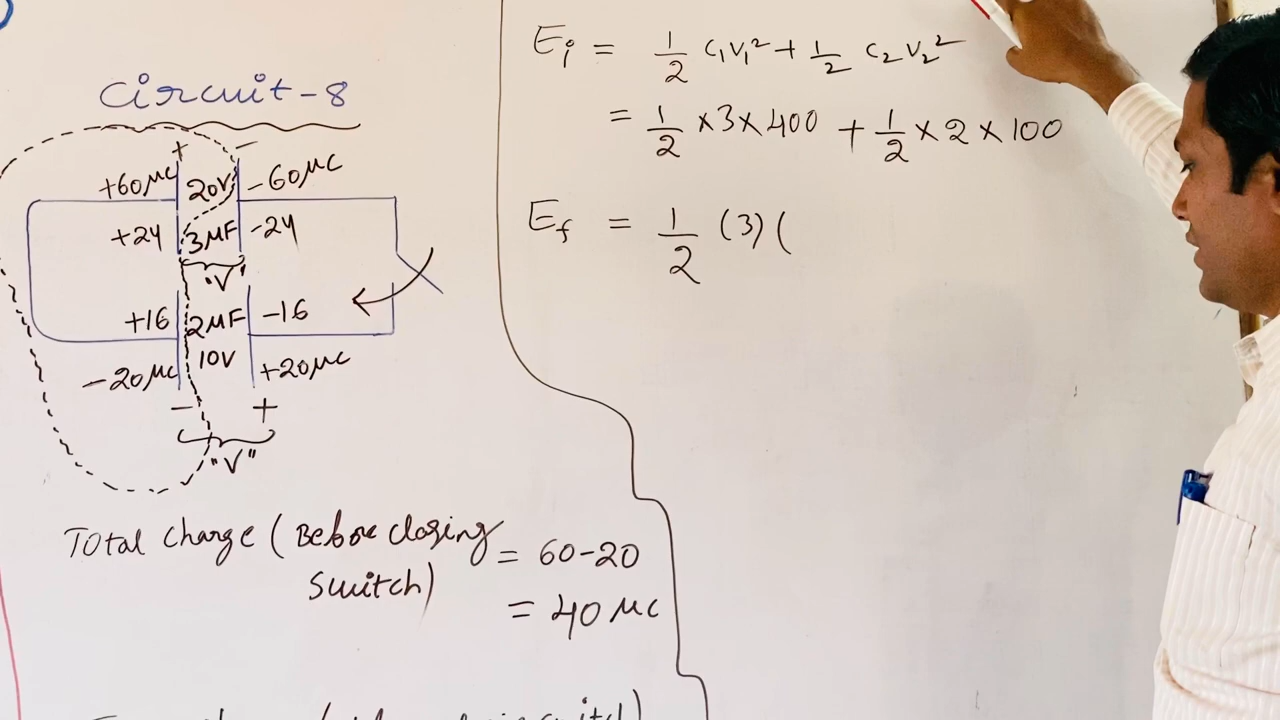 Circuit-8
+ −
+60μC 20V -60μC
+24 3μF -24
"V"
+16 2μF -16
-20μC 10V +20μC
− +
"V"
Total charge (Before closing
switch) = 60-20
= 40 μC
Ei = 1/2 C₁V₁² + 1/2 C₂V₂²
= 1/2 ×3×400 + 1/2 ×2×100
Ef = 1/2 (3)(